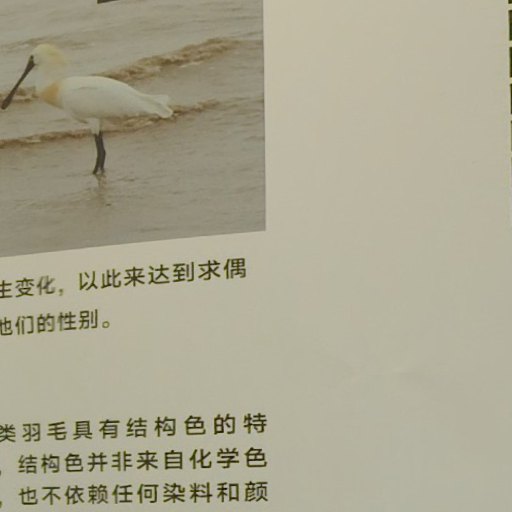 生变化，以此来达到求偶
他们的性别。
类羽毛具有结构色的特
，结构色并非来自化学色
，也不依赖任何染料和颜